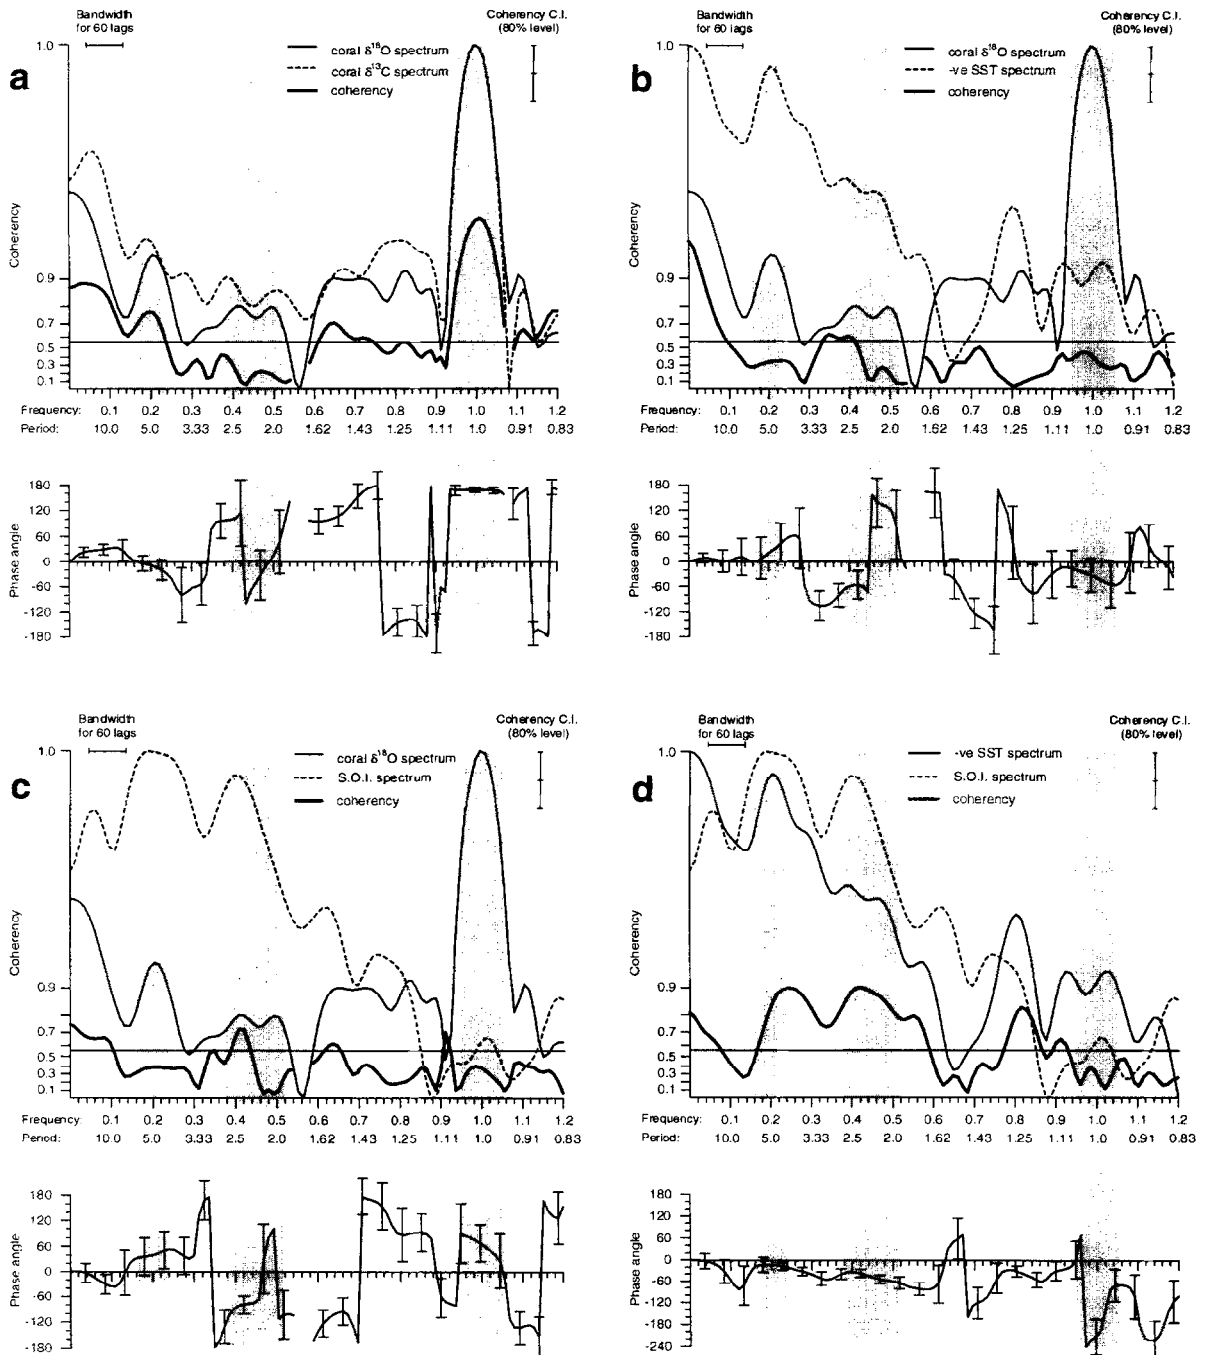 Bandwidth
for 60 lags
Coherency C.I.
(80% level)
a
coral δ18O spectrum
coral δ13C spectrum
coherency
Coherency
1.0
0.9
0.7
0.5
0.3
0.1
Frequency: 0.1 0.2 0.3 0.4 0.5 0.6 0.7 0.8 0.9 1.0 1.1 1.2
Period: 10.0 5.0 3.33 2.5 2.0 1.62 1.43 1.25 1.11 1.0 0.91 0.83
Phase angle
180
120
60
0
-60
-120
-180
Bandwidth
for 60 lags
Coherency C.I.
(80% level)
b
coral δ18O spectrum
-ve SST spectrum
coherency
Coherency
1.0
0.9
0.7
0.5
0.3
0.1
Frequency: 0.1 0.2 0.3 0.4 0.5 0.6 0.7 0.8 0.9 1.0 1.1 1.2
Period: 10.0 5.0 3.33 2.5 2.0 1.62 1.43 1.25 1.11 1.0 0.91 0.83
Phase angle
180
120
60
0
-60
-120
-180
Bandwidth
for 60 lags
Coherency C.I.
(80% level)
c
coral δ18O spectrum
S.O.I. spectrum
coherency
Coherency
1.0
0.9
0.7
0.5
0.3
0.1
Frequency: 0.1 0.2 0.3 0.4 0.5 0.6 0.7 0.8 0.9 1.0 1.1 1.2
Period: 10.0 5.0 3.33 2.5 2.0 1.62 1.43 1.25 1.11 1.0 0.91 0.83
Phase angle
180
120
60
0
-60
-120
-180
Bandwidth
for 60 lags
Coherency C.I.
(80% level)
d
-ve SST spectrum
S.O.I. spectrum
coherency
Coherency
1.0
0.9
0.7
0.5
0.3
0.1
Frequency: 0.1 0.2 0.3 0.4 0.5 0.6 0.7 0.8 0.9 1.0 1.1 1.2
Period: 10.0 5.0 3.33 2.5 2.0 1.62 1.43 1.25 1.11 1.0 0.91 0.83
Phase angle
180
120
60
0
-60
-120
-180
-240